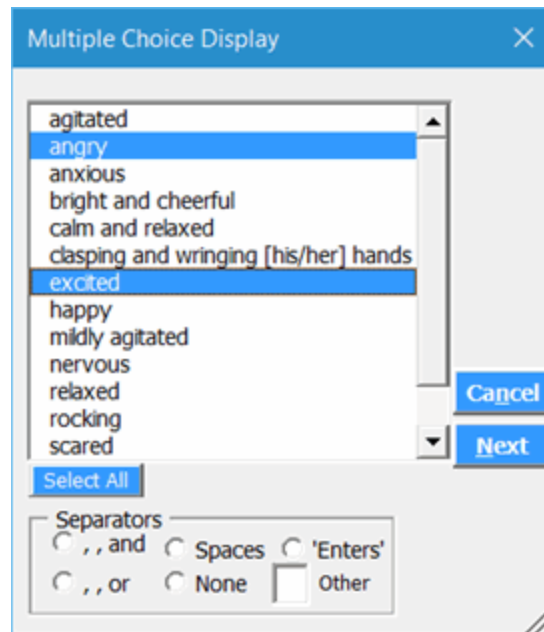 Multiple Choice Display
agitated
angry
anxious
bright and cheerful
calm and relaxed
clasping and wringing [his/her] hands
excited
happy
mildly agitated
nervous
relaxed
rocking
scared
Cancel
Next
Select All
Separators
, , and Spaces 'Enters'
, , or None Other